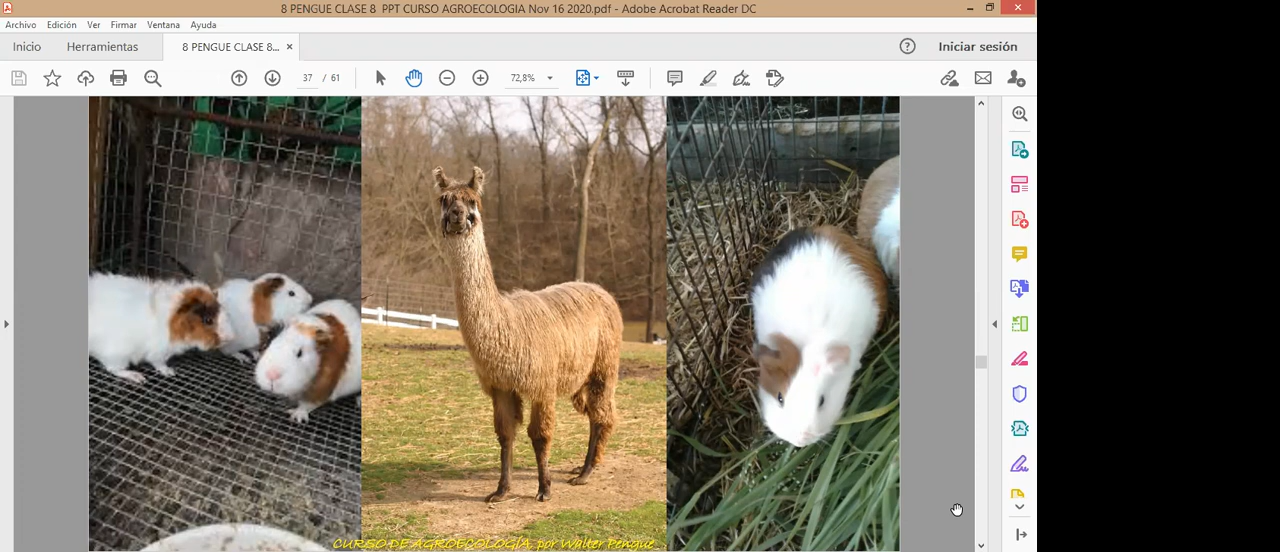 8 PENGUE CLASE 8 PPT CURSO AGROECOLOGIA Nov 16 2020.pdf - Adobe Acrobat Reader DC
Archivo Edición Ver Firmar Ventana Ayuda
Inicio Herramientas 8 PENGUE CLASE 8... × Iniciar sesión
37 / 61 72,8%
CURSO DE AGROECOLOGÍA, por Walter Pengue